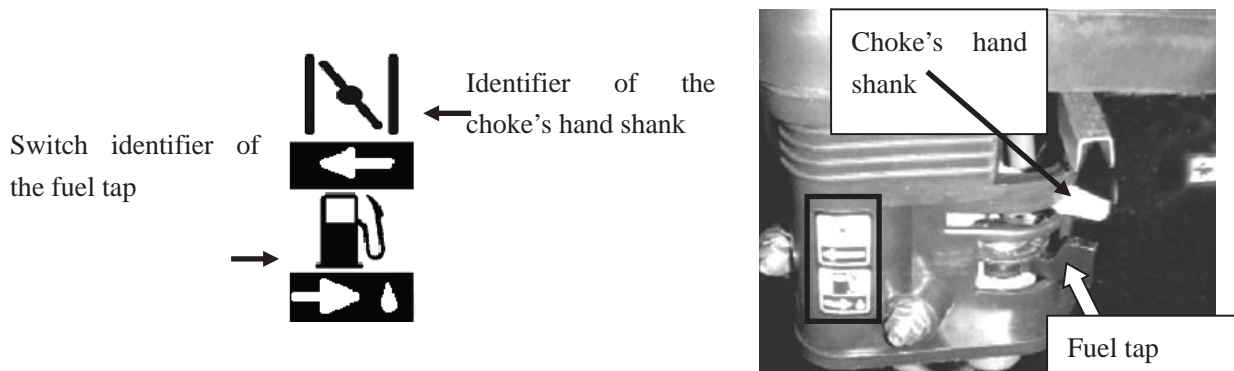 Switch identifier of
the fuel tap
Identifier of the
choke's hand shank
Choke's hand
shank
Fuel tap